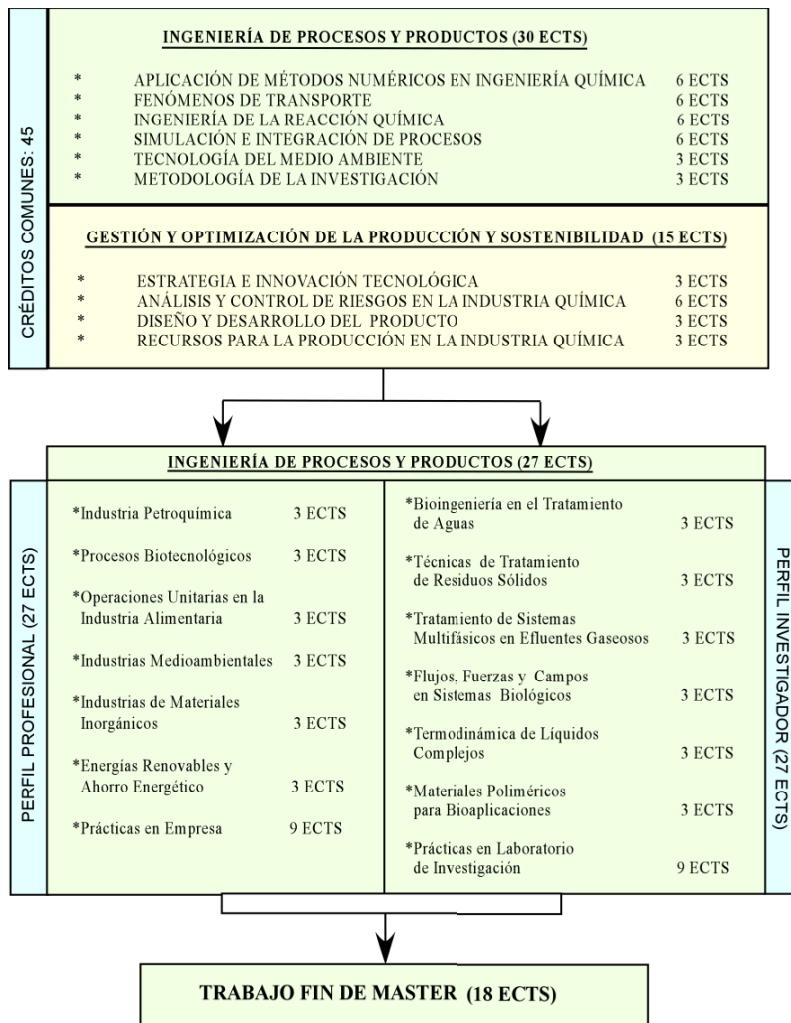 CRÉDITOS COMUNES: 45
INGENIERÍA DE PROCESOS Y PRODUCTOS (30 ECTS)
* APLICACIÓN DE MÉTODOS NUMÉRICOS EN INGENIERÍA QUÍMICA 6 ECTS
* FENÓMENOS DE TRANSPORTE 6 ECTS
* INGENIERÍA DE LA REACCIÓN QUÍMICA 6 ECTS
* SIMULACIÓN E INTEGRACIÓN DE PROCESOS 6 ECTS
* TECNOLOGÍA DEL MEDIO AMBIENTE 3 ECTS
* METODOLOGÍA DE LA INVESTIGACIÓN 3 ECTS
GESTIÓN Y OPTIMIZACIÓN DE LA PRODUCCIÓN Y SOSTENIBILIDAD (15 ECTS)
* ESTRATEGIA E INNOVACIÓN TECNOLÓGICA 3 ECTS
* ANÁLISIS Y CONTROL DE RIESGOS EN LA INDUSTRIA QUÍMICA 6 ECTS
* DISEÑO Y DESARROLLO DEL PRODUCTO 3 ECTS
* RECURSOS PARA LA PRODUCCIÓN EN LA INDUSTRIA QUÍMICA 3 ECTS
INGENIERÍA DE PROCESOS Y PRODUCTOS (27 ECTS)
PERFIL PROFESIONAL (27 ECTS)
*Industria Petroquímica 3 ECTS
*Procesos Biotecnológicos 3 ECTS
*Operaciones Unitarias en la
Industria Alimentaria 3 ECTS
*Industrias Medioambientales 3 ECTS
*Industrias de Materiales
Inorgánicos 3 ECTS
*Energías Renovables y
Ahorro Energético 3 ECTS
*Prácticas en Empresa 9 ECTS
*Bioingeniería en el Tratamiento
de Aguas 3 ECTS
*Técnicas de Tratamiento
de Residuos Sólidos 3 ECTS
*Tratamiento de Sistemas
Multifásicos en Efluentes Gaseosos 3 ECTS
*Flujos, Fuerzas y Campos
en Sistemas Biológicos 3 ECTS
*Termodinámica de Líquidos
Complejos 3 ECTS
*Materiales Poliméricos
para Bioaplicaciones 3 ECTS
*Prácticas en Laboratorio
de Investigación 9 ECTS
PERFIL INVESTIGADOR (27 ECTS)
TRABAJO FIN DE MASTER (18 ECTS)